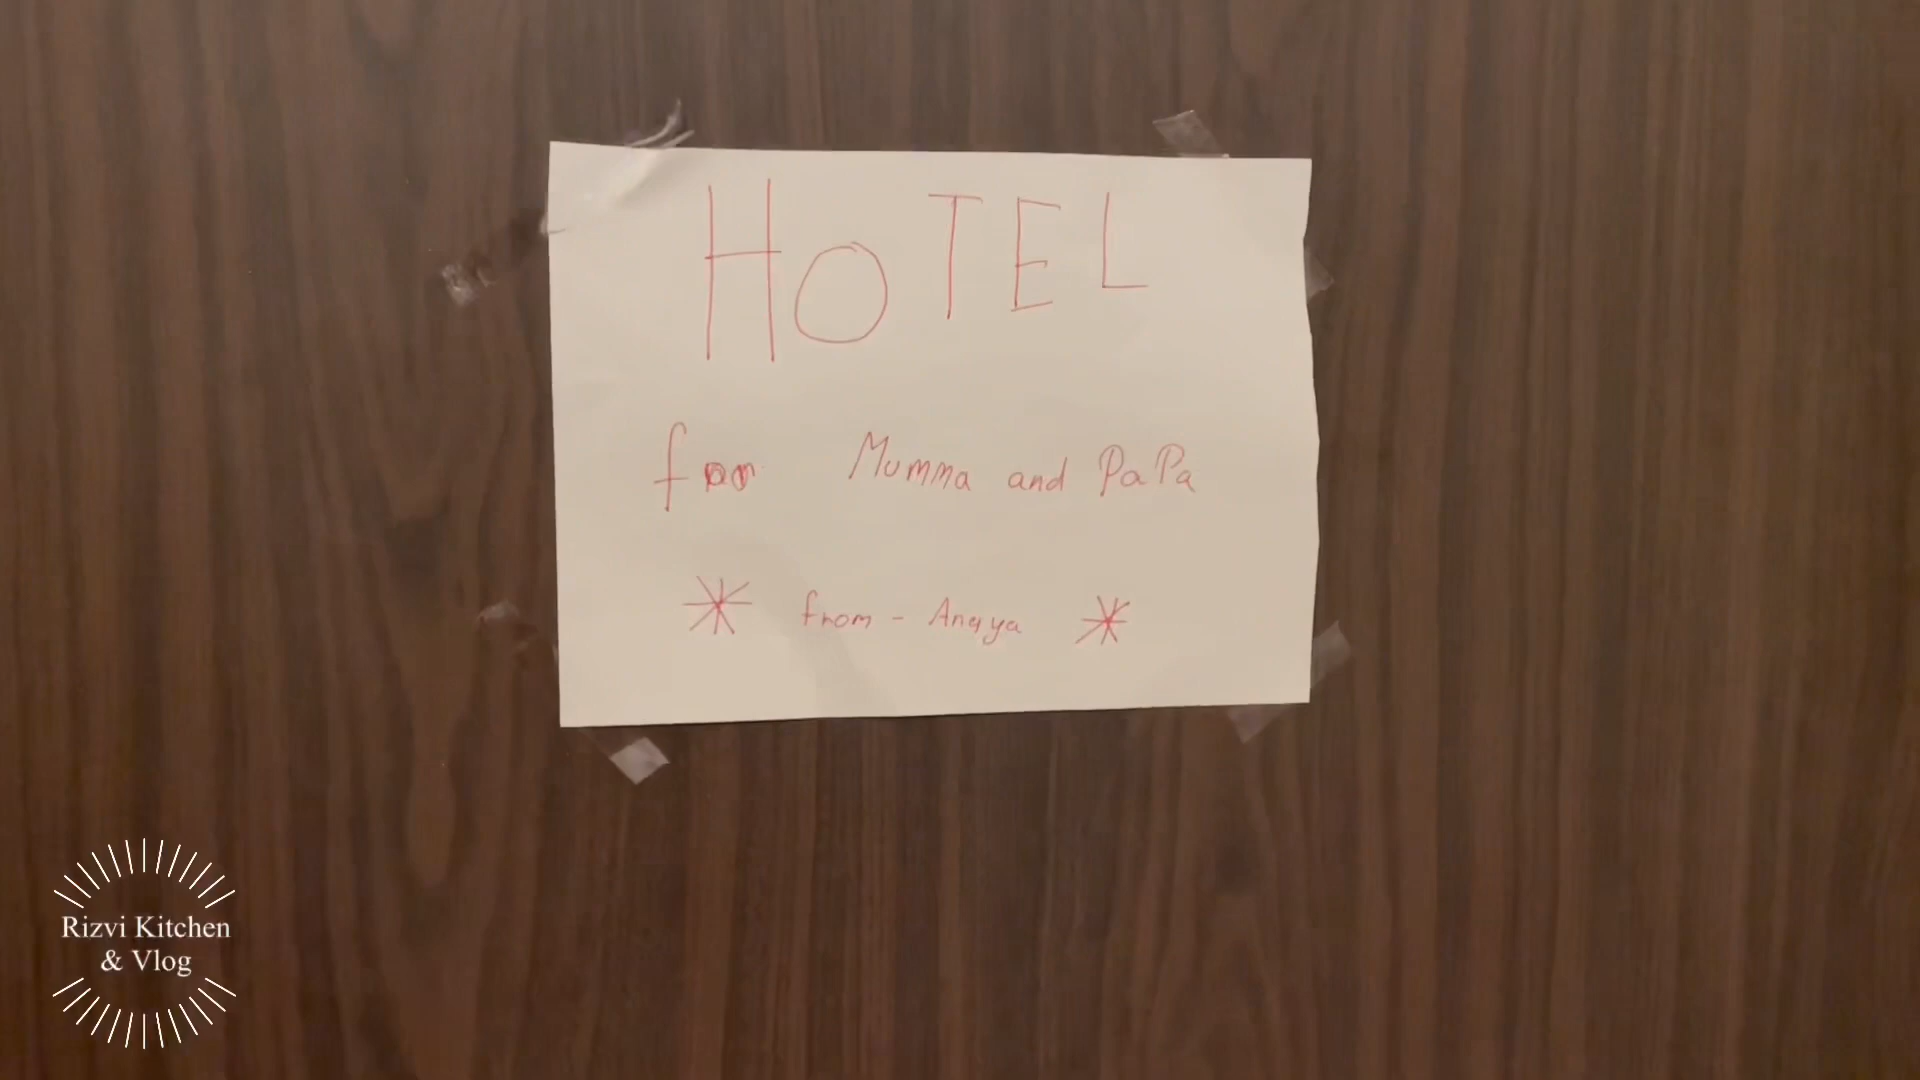 HOTEL
for Mumma and PaPa
* from - Anaya *
Rizvi Kitchen
& Vlog